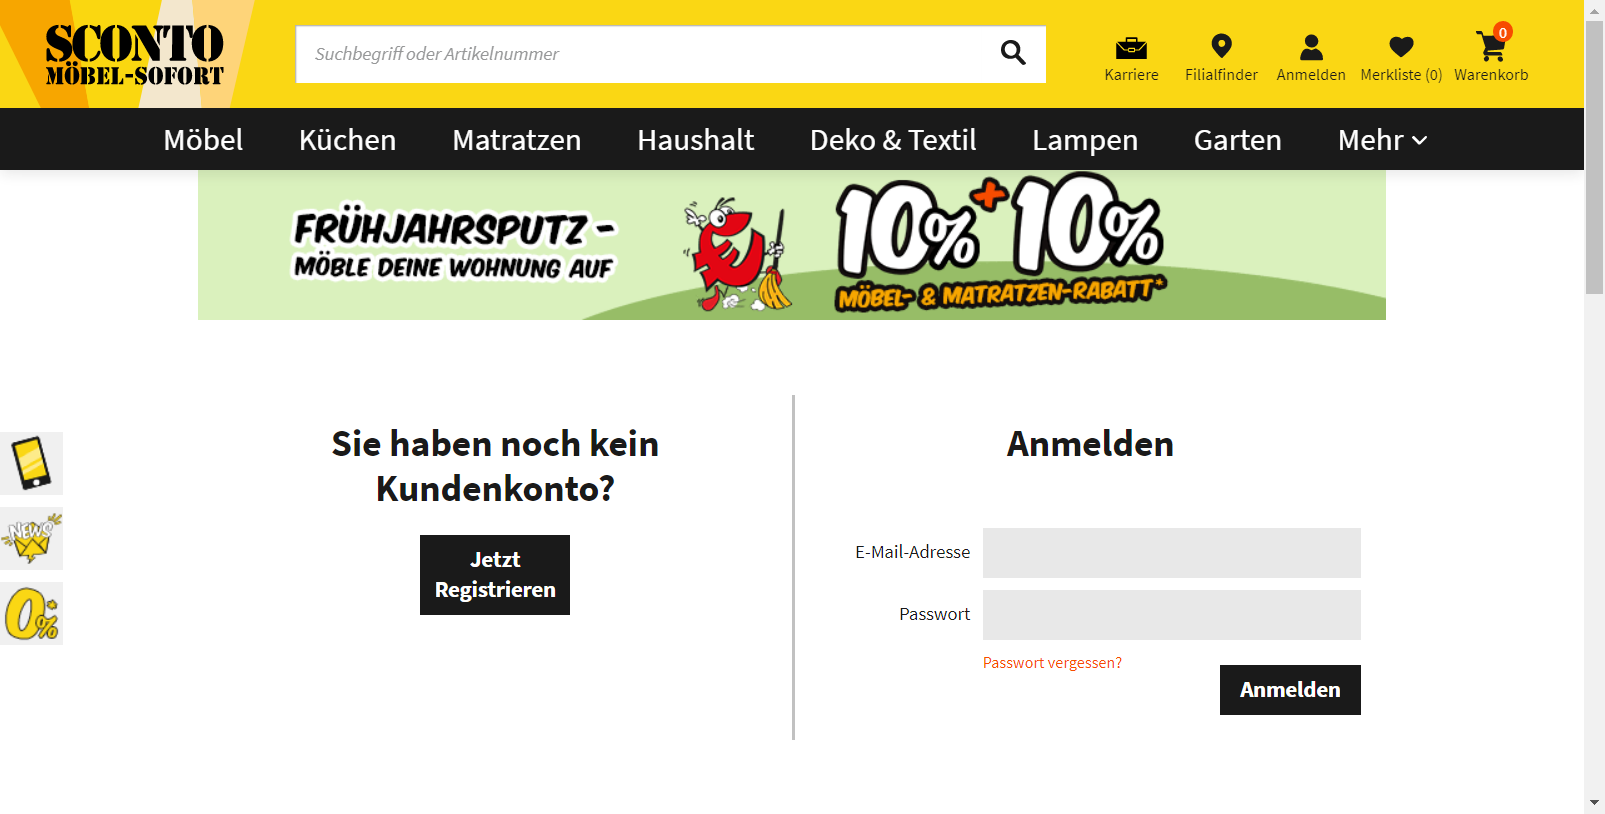 SCONTO
MÖBEL-SOFORT
Suchbegriff oder Artikelnummer
Karriere
Filialfinder
Anmelden
Merkliste (0)
0
Warenkorb
Möbel
Küchen
Matratzen
Haushalt
Deko & Textil
Lampen
Garten
Mehr
FRÜHJAHRSPUTZ -
MÖBLE DEINE WOHNUNG AUF
10% + 10%
MÖBEL- & MATRATZEN-RABATT*
Sie haben noch kein
Kundenkonto?
Jetzt
Registrieren
Anmelden
E-Mail-Adresse
Passwort
Passwort vergessen?
Anmelden
NEWS
0%*